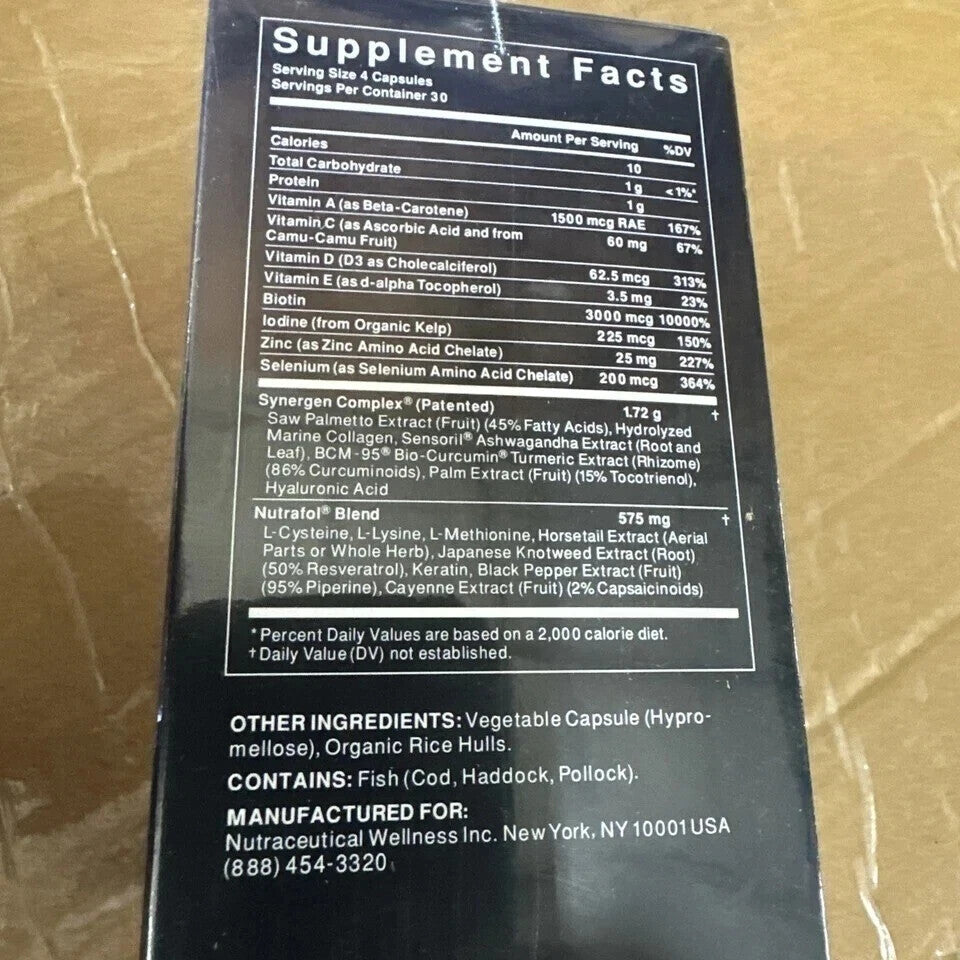 Supplement Facts
Serving Size 4 Capsules
Servings Per Container 30
Amount Per Serving %DV
Calories 10
Total Carbohydrate 1 g <1%*
Protein 1 g
Vitamin A (as Beta-Carotene) 1500 mcg RAE 167%
Vitamin C (as Ascorbic Acid and from
Camu-Camu Fruit) 60 mg 67%
Vitamin D (D3 as Cholecalciferol) 62.5 mcg 313%
Vitamin E (as d-alpha Tocopherol) 3.5 mg 23%
Biotin 3000 mcg 10000%
Iodine (from Organic Kelp) 225 mcg 150%
Zinc (as Zinc Amino Acid Chelate) 25 mg 227%
Selenium (as Selenium Amino Acid Chelate) 200 mcg 364%
Synergen Complex® (Patented) 1.72 g †
Saw Palmetto Extract (Fruit) (45% Fatty Acids), Hydrolyzed
Marine Collagen, Sensoril® Ashwagandha Extract (Root and
Leaf), BCM-95® Bio-Curcumin® Turmeric Extract (Rhizome)
(86% Curcuminoids), Palm Extract (Fruit) (15% Tocotrienol),
Hyaluronic Acid
Nutrafol® Blend 575 mg †
L-Cysteine, L-Lysine, L-Methionine, Horsetail Extract (Aerial
Parts or Whole Herb), Japanese Knotweed Extract (Root)
(50% Resveratrol), Keratin, Black Pepper Extract (Fruit)
(95% Piperine), Cayenne Extract (Fruit) (2% Capsaicinoids)
*Percent Daily Values are based on a 2,000 calorie diet.
†Daily Value (DV) not established.
OTHER INGREDIENTS: Vegetable Capsule (Hypro-
mellose), Organic Rice Hulls.
CONTAINS: Fish (Cod, Haddock, Pollock).
MANUFACTURED FOR:
Nutraceutical Wellness Inc. New York, NY 10001 USA
(888) 454-3320